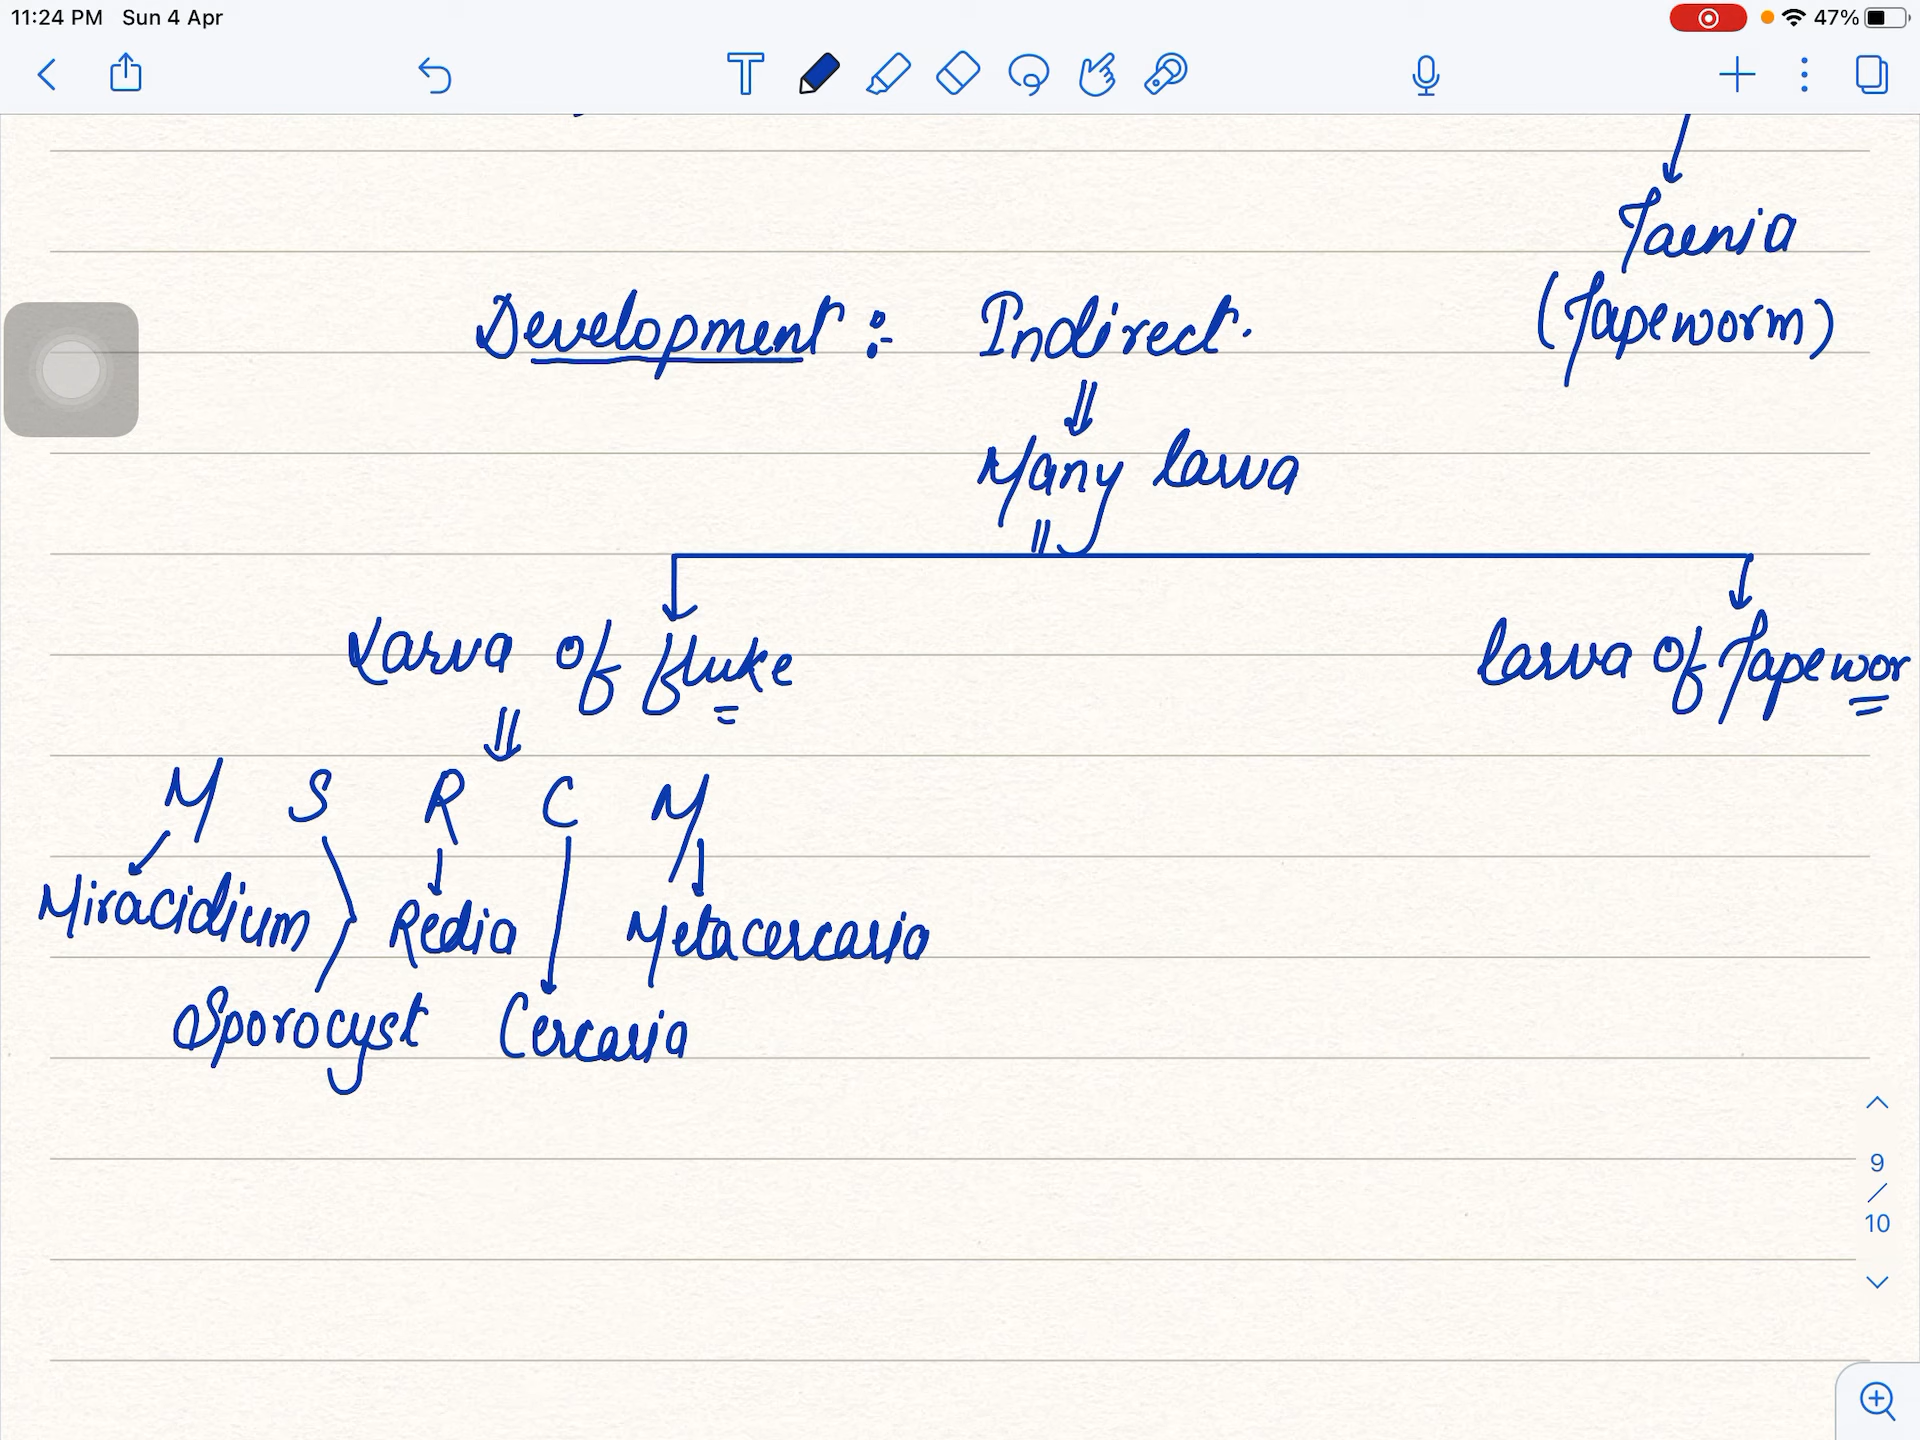 11:24 PM Sun 4 Apr
47%
T
Taenia
(Tapeworm)
Development :- Indirect.
Many larva
Larva of fluke
larva of Tapewor
M S R C M
Miracidium Redia Metacercaria
Sporocyst Cercaria
9
/
10